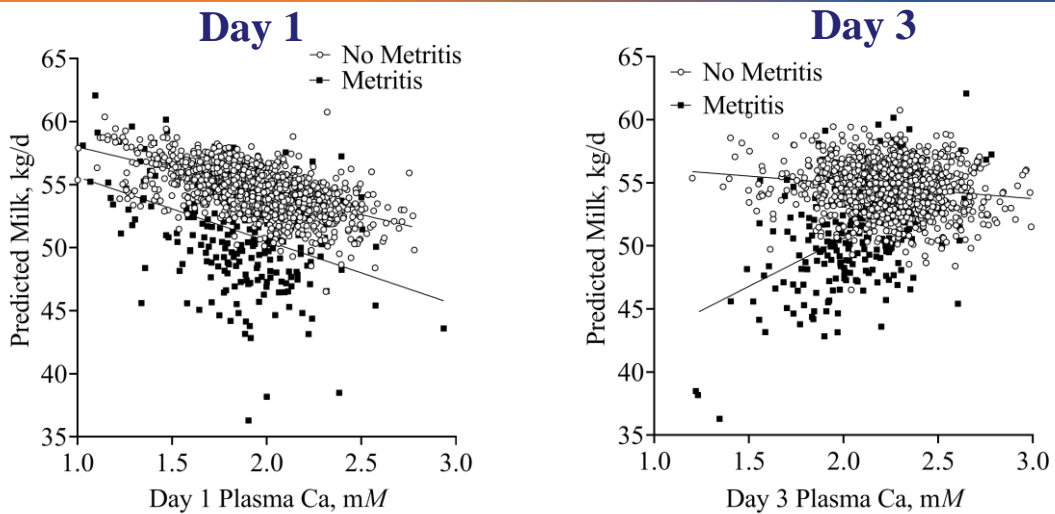 Day 1
No Metritis
Metritis
Predicted Milk, kg/d
65
60
55
50
45
40
35
1.0 1.5 2.0 2.5 3.0
Day 1 Plasma Ca, mM
Day 3
No Metritis
Metritis
Predicted Milk, kg/d
65
60
55
50
45
40
35
1.0 1.5 2.0 2.5 3.0
Day 3 Plasma Ca, mM